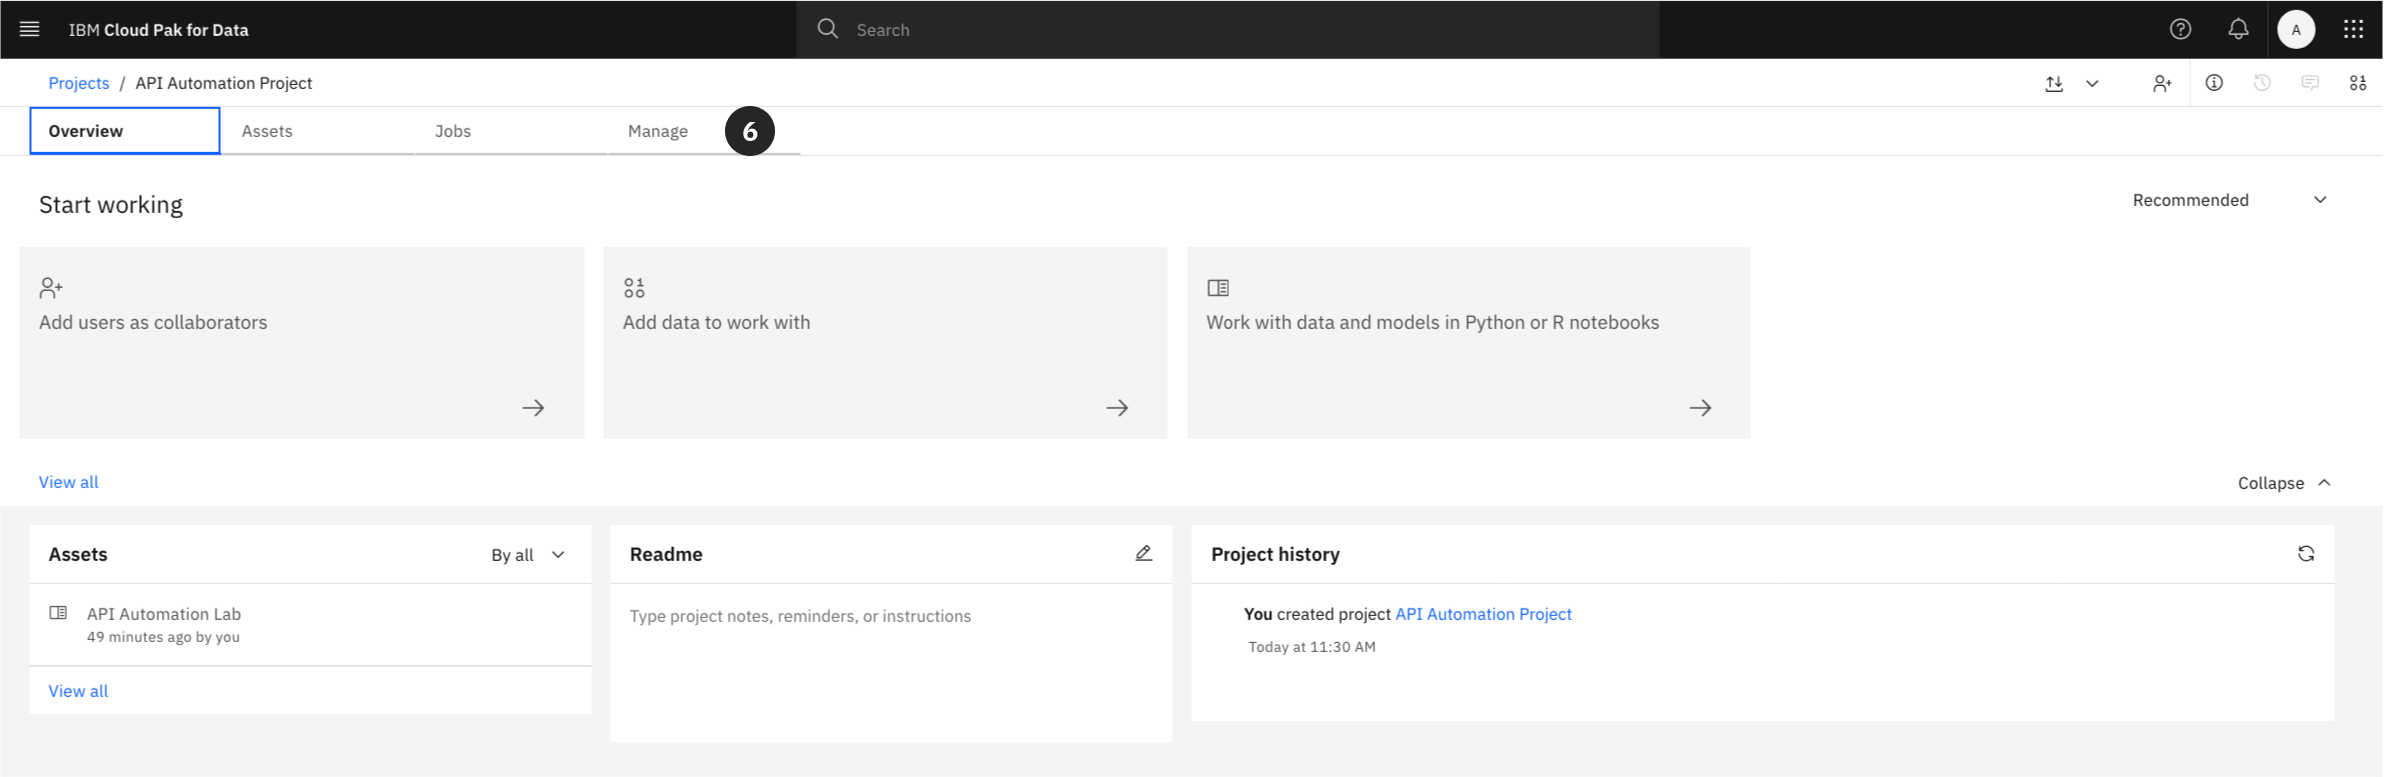 IBM Cloud Pak for Data
Search
A
Projects / API Automation Project
Overview
Assets
Jobs
Manage
6
Start working
Recommended
Add users as collaborators
Add data to work with
Work with data and models in Python or R notebooks
View all
Collapse
Assets
By all
API Automation Lab
49 minutes ago by you
View all
Readme
Type project notes, reminders, or instructions
Project history
You created project API Automation Project
Today at 11:30 AM